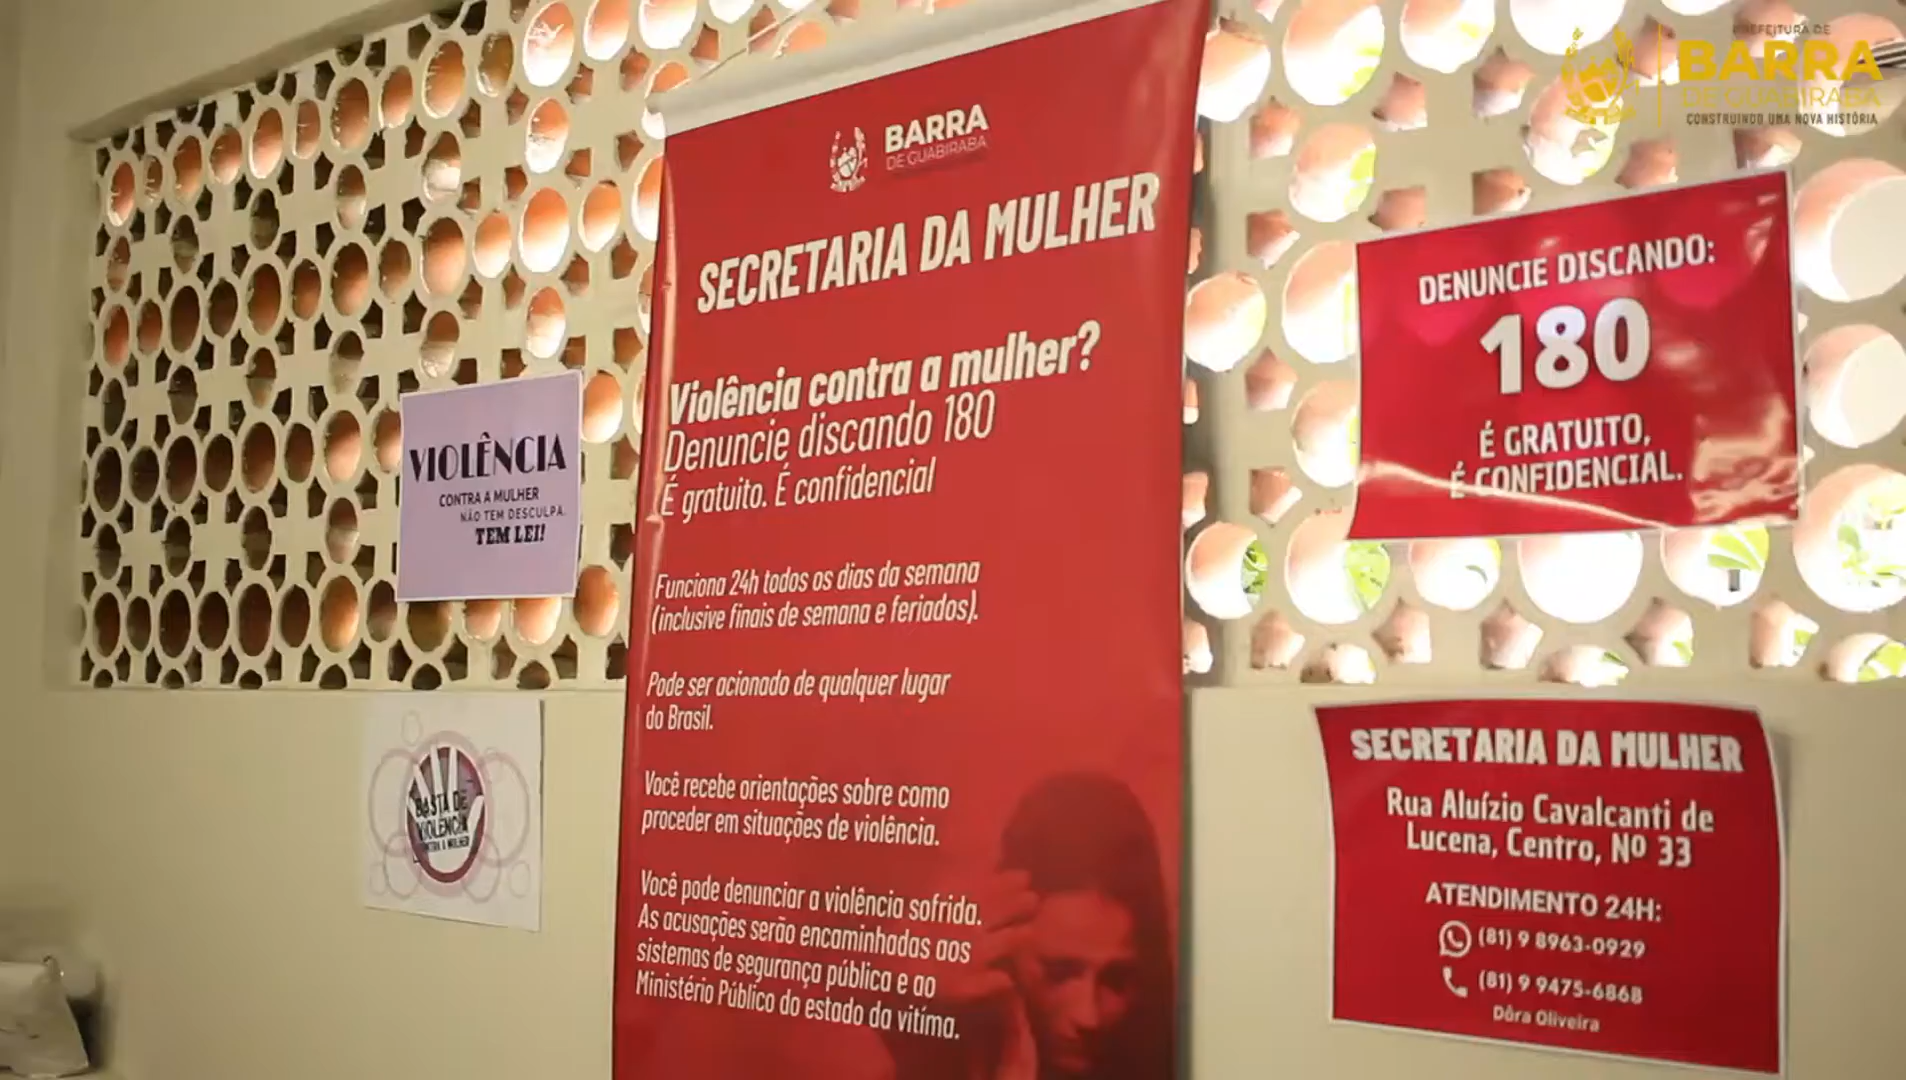 PREFEITURA DE
BARRA
DE GUABIRABA
CONSTRUINDO UMA NOVA HISTÓRIA
VIOLÊNCIA
CONTRA A MULHER
NÃO TEM DESCULPA.
TEM LEI!
BASTA DE
VIOLÊNCIA
CONTRA A MULHER
BARRA
DE GUABIRABA
SECRETARIA DA MULHER
Violência contra a mulher?
Denuncie discando 180
É gratuito. É confidencial
Funciona 24h todos os dias da semana
(inclusive finais de semana e feriados).
Pode ser acionado de qualquer lugar
do Brasil.
Você recebe orientações sobre como
proceder em situações de violência.
Você pode denunciar a violência sofrida.
As acusações serão encaminhadas aos
sistemas de segurança pública e ao
Ministério Público do estado da vitíma.
DENUNCIE DISCANDO:
180
É GRATUITO,
É CONFIDENCIAL.
SECRETARIA DA MULHER
Rua Aluízio Cavalcanti de
Lucena, Centro, Nº 33
ATENDIMENTO 24H:
(81) 9 8963-0929
(81) 9 9475-6868
Dôra Oliveira